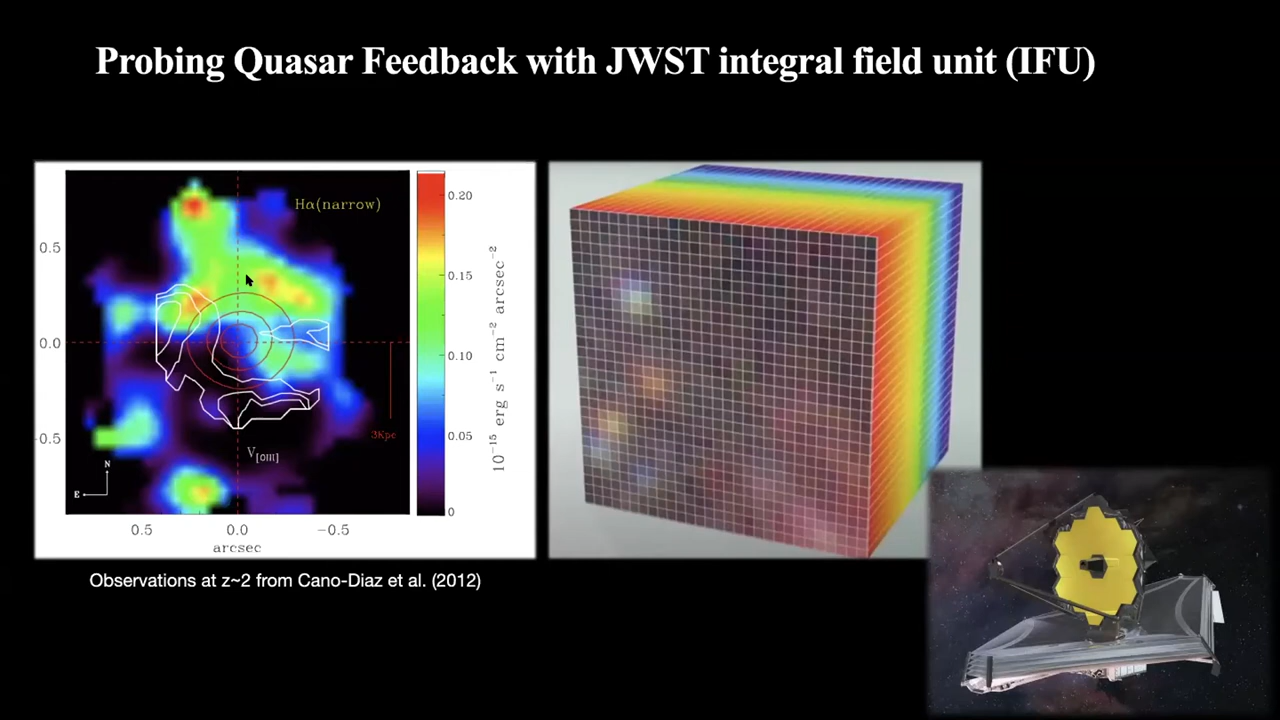 Probing Quasar Feedback with JWST integral field unit (IFU)
Hα(narrow)
0.5
0.0
-0.5
V[OIII]
3Kpc
N
E
0.5
0.0
−0.5
arcsec
0.20
0.15
0.10
0.05
0
10⁻¹⁵ erg s⁻¹ cm⁻² arcsec⁻²
Observations at z~2 from Cano-Diaz et al. (2012)